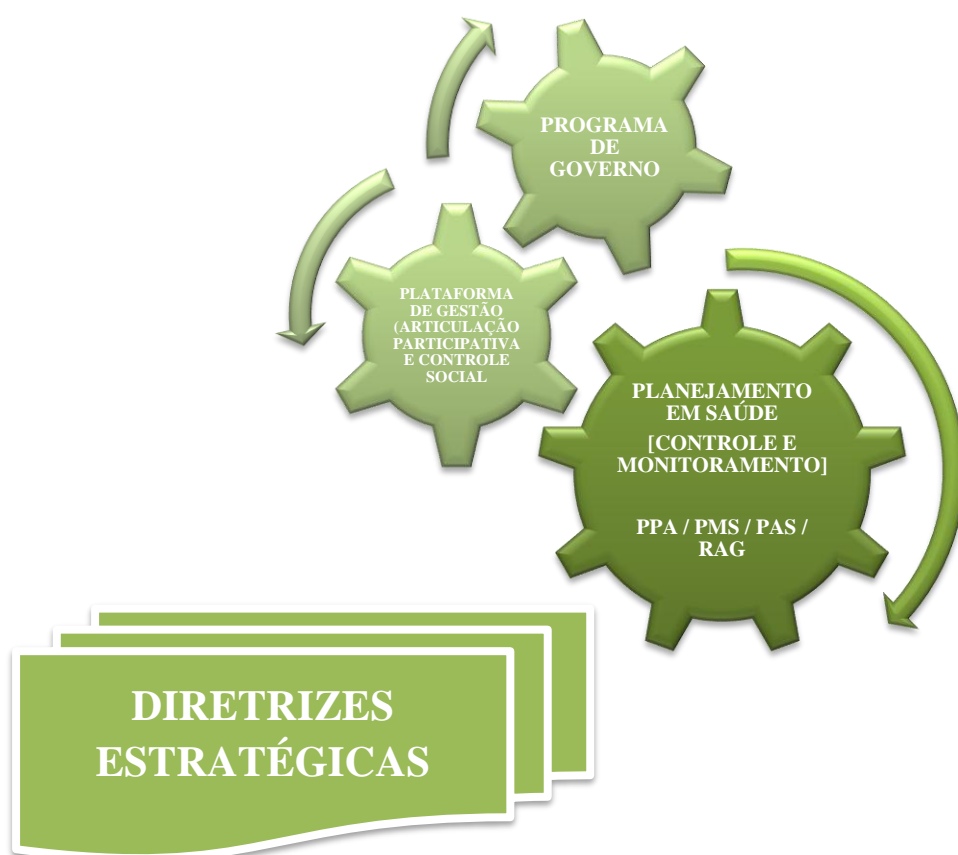 PROGRAMA
DE
GOVERNO
PLATAFORMA
DE GESTÃO
(ARTICULAÇÃO
PARTICIPATIVA
E CONTROLE
SOCIAL
PLANEJAMENTO
EM SAÚDE
[CONTROLE E
MONITORAMENTO]
PPA / PMS / PAS /
RAG
DIRETRIZES
ESTRATÉGICAS